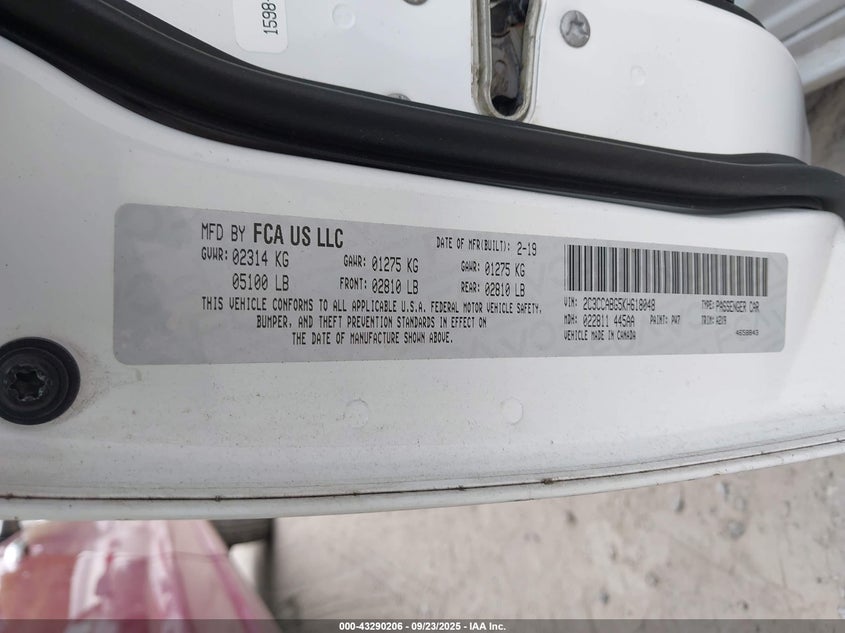 1598
MFD BY FCA US LLC
DATE OF MFR(BUILT): 2-19
GVWR: 02314 KG GAWR: 01275 KG GAWR: 01275 KG
05100 LB FRONT: 02810 LB REAR: 02810 LB
THIS VEHICLE CONFORMS TO ALL APPLICABLE U.S.A. FEDERAL MOTOR VEHICLE SAFETY,
BUMPER, AND THEFT PREVENTION STANDARDS IN EFFECT ON
THE DATE OF MANUFACTURE SHOWN ABOVE.
VIN: 2C3CCABG5KH618048 TYPE: PASSENGER CAR
MDH: 022811 445AA PAINT: PW7 TRIM: A2X9
VEHICLE MADE IN CANADA
000-43290206 - 09/23/2025 - IAA Inc.